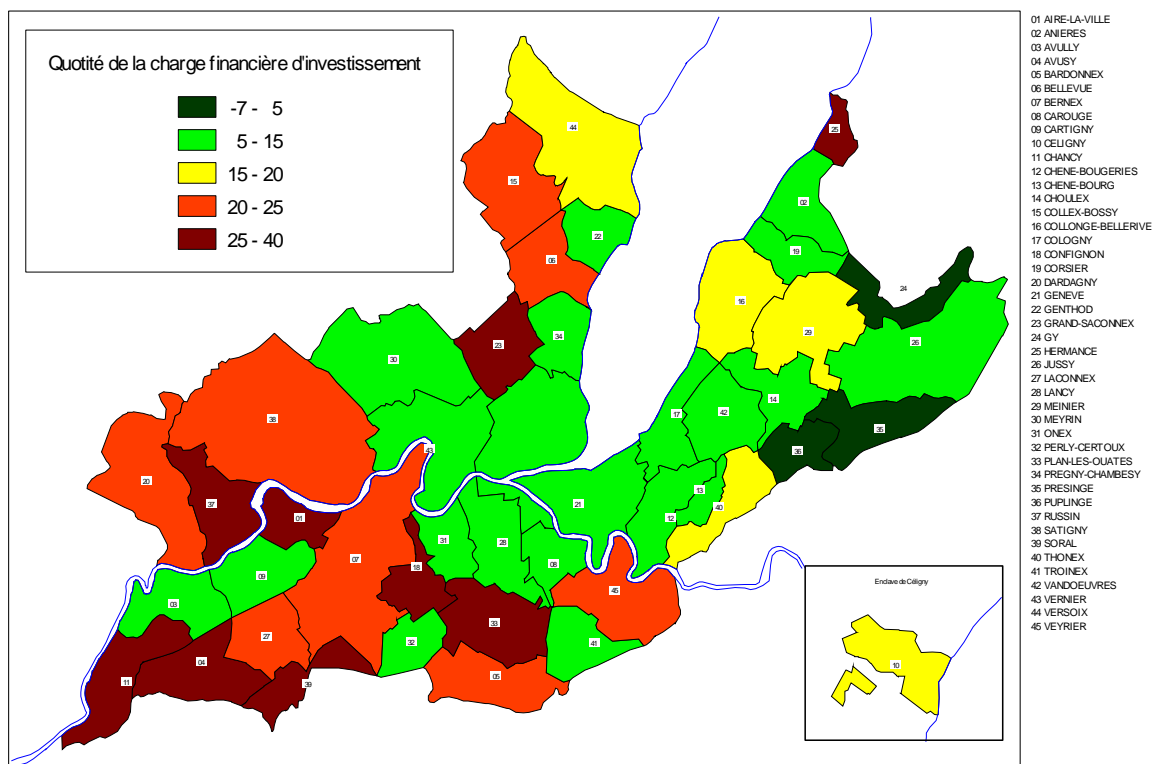 Quotité de la charge financière d'investissement
-7 - 5
5 - 15
15 - 20
20 - 25
25 - 40
44
25
15
02
22
19
06
24
16
29
34
26
23
30
14
42
17
38
35
43
36
13
20
40
21
37
01
12
31
28
07
08
18
09
45
03
33
27
32
41
04
05
11
39
Enclave de Céligny
10
01 AIRE-LA-VILLE
02 ANIERES
03 AVULLY
04 AVUSY
05 BARDONNEX
06 BELLEVUE
07 BERNEX
08 CAROUGE
09 CARTIGNY
10 CELIGNY
11 CHANCY
12 CHENE-BOUGERIES
13 CHENE-BOURG
14 CHOULEX
15 COLLEX-BOSSY
16 COLLONGE-BELLERIVE
17 COLOGNY
18 CONFIGNON
19 CORSIER
20 DARDAGNY
21 GENEVE
22 GENTHOD
23 GRAND-SACONNEX
24 GY
25 HERMANCE
26 JUSSY
27 LACONNEX
28 LANCY
29 MEINIER
30 MEYRIN
31 ONEX
32 PERLY-CERTOUX
33 PLAN-LES-OUATES
34 PREGNY-CHAMBESY
35 PRESINGE
36 PUPLINGE
37 RUSSIN
38 SATIGNY
39 SORAL
40 THONEX
41 TROINEX
42 VANDOEUVRES
43 VERNIER
44 VERSOIX
45 VEYRIER